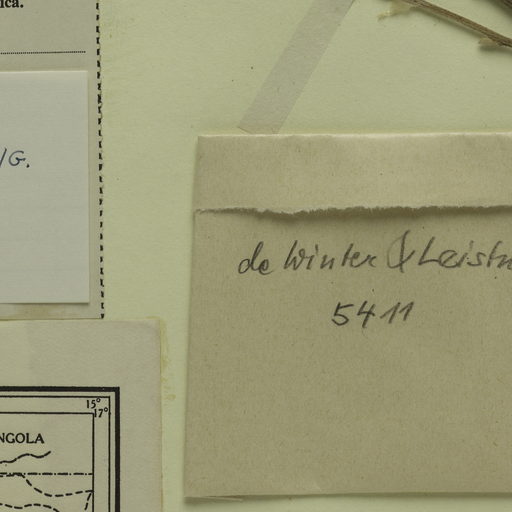 ica.
/G.
de Winter & Leistn
5411
15°
17°
NGOLA